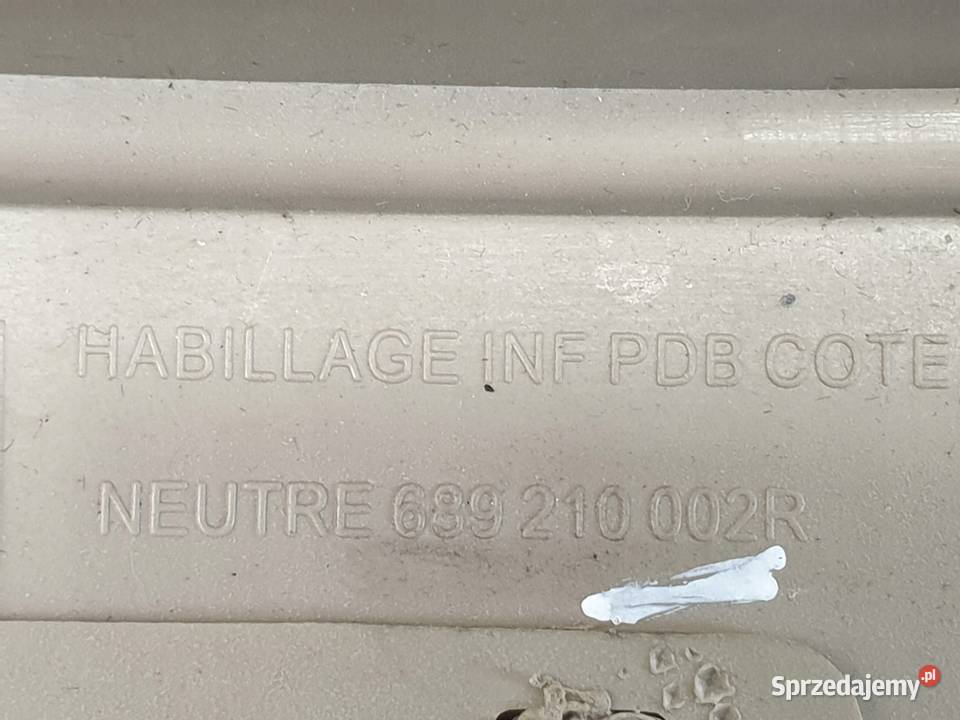 HABILLAGE INF PDB COTE
NEUTRE 689 210 002R
Sprzedajemy.pl